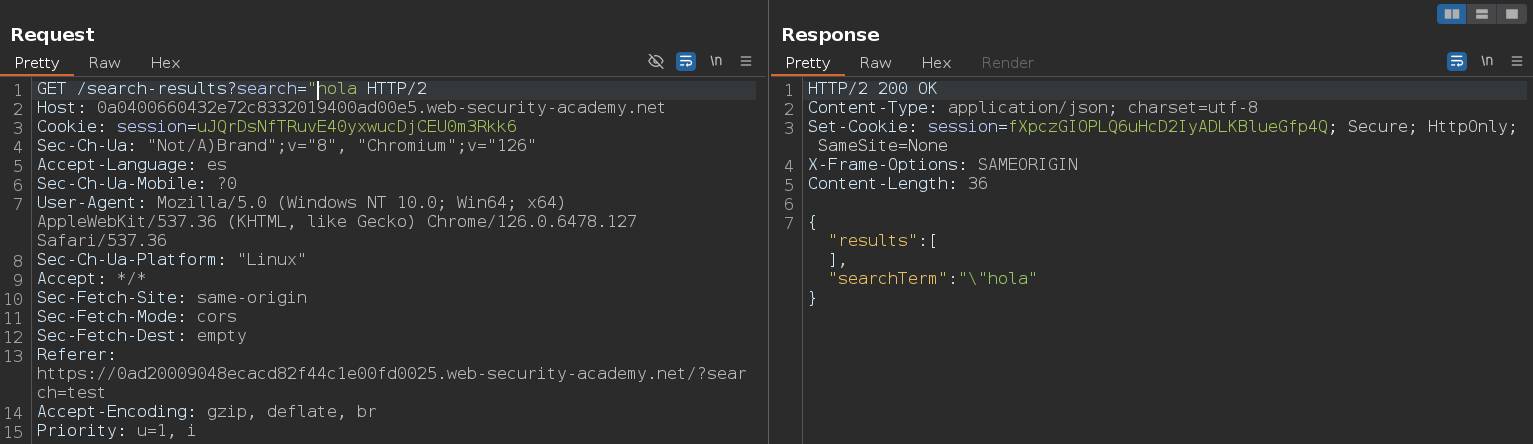 Request
Pretty Raw Hex \n
1 GET /search-results?search="hola HTTP/2
2 Host: 0a0400660432e72c8332019400ad00e5.web-security-academy.net
3 Cookie: session=uJQrDsNfTRuvE40yxwucDjCEU0m3Rkk6
4 Sec-Ch-Ua: "Not/A)Brand";v="8", "Chromium";v="126"
5 Accept-Language: es
6 Sec-Ch-Ua-Mobile: ?0
7 User-Agent: Mozilla/5.0 (Windows NT 10.0; Win64; x64)
AppleWebKit/537.36 (KHTML, like Gecko) Chrome/126.0.6478.127
Safari/537.36
8 Sec-Ch-Ua-Platform: "Linux"
9 Accept: */*
10 Sec-Fetch-Site: same-origin
11 Sec-Fetch-Mode: cors
12 Sec-Fetch-Dest: empty
13 Referer:
https://0ad20009048ecacd82f44c1e00fd0025.web-security-academy.net/?sear
ch=test
14 Accept-Encoding: gzip, deflate, br
15 Priority: u=1, i
Response
Pretty Raw Hex Render \n
1 HTTP/2 200 OK
2 Content-Type: application/json; charset=utf-8
3 Set-Cookie: session=fXpczGIOPLQ6uHcD2IyADLKBlueGfp4Q; Secure; HttpOnly;
SameSite=None
4 X-Frame-Options: SAMEORIGIN
5 Content-Length: 36
6
7 {
"results":[
],
"searchTerm":"\"hola"
}